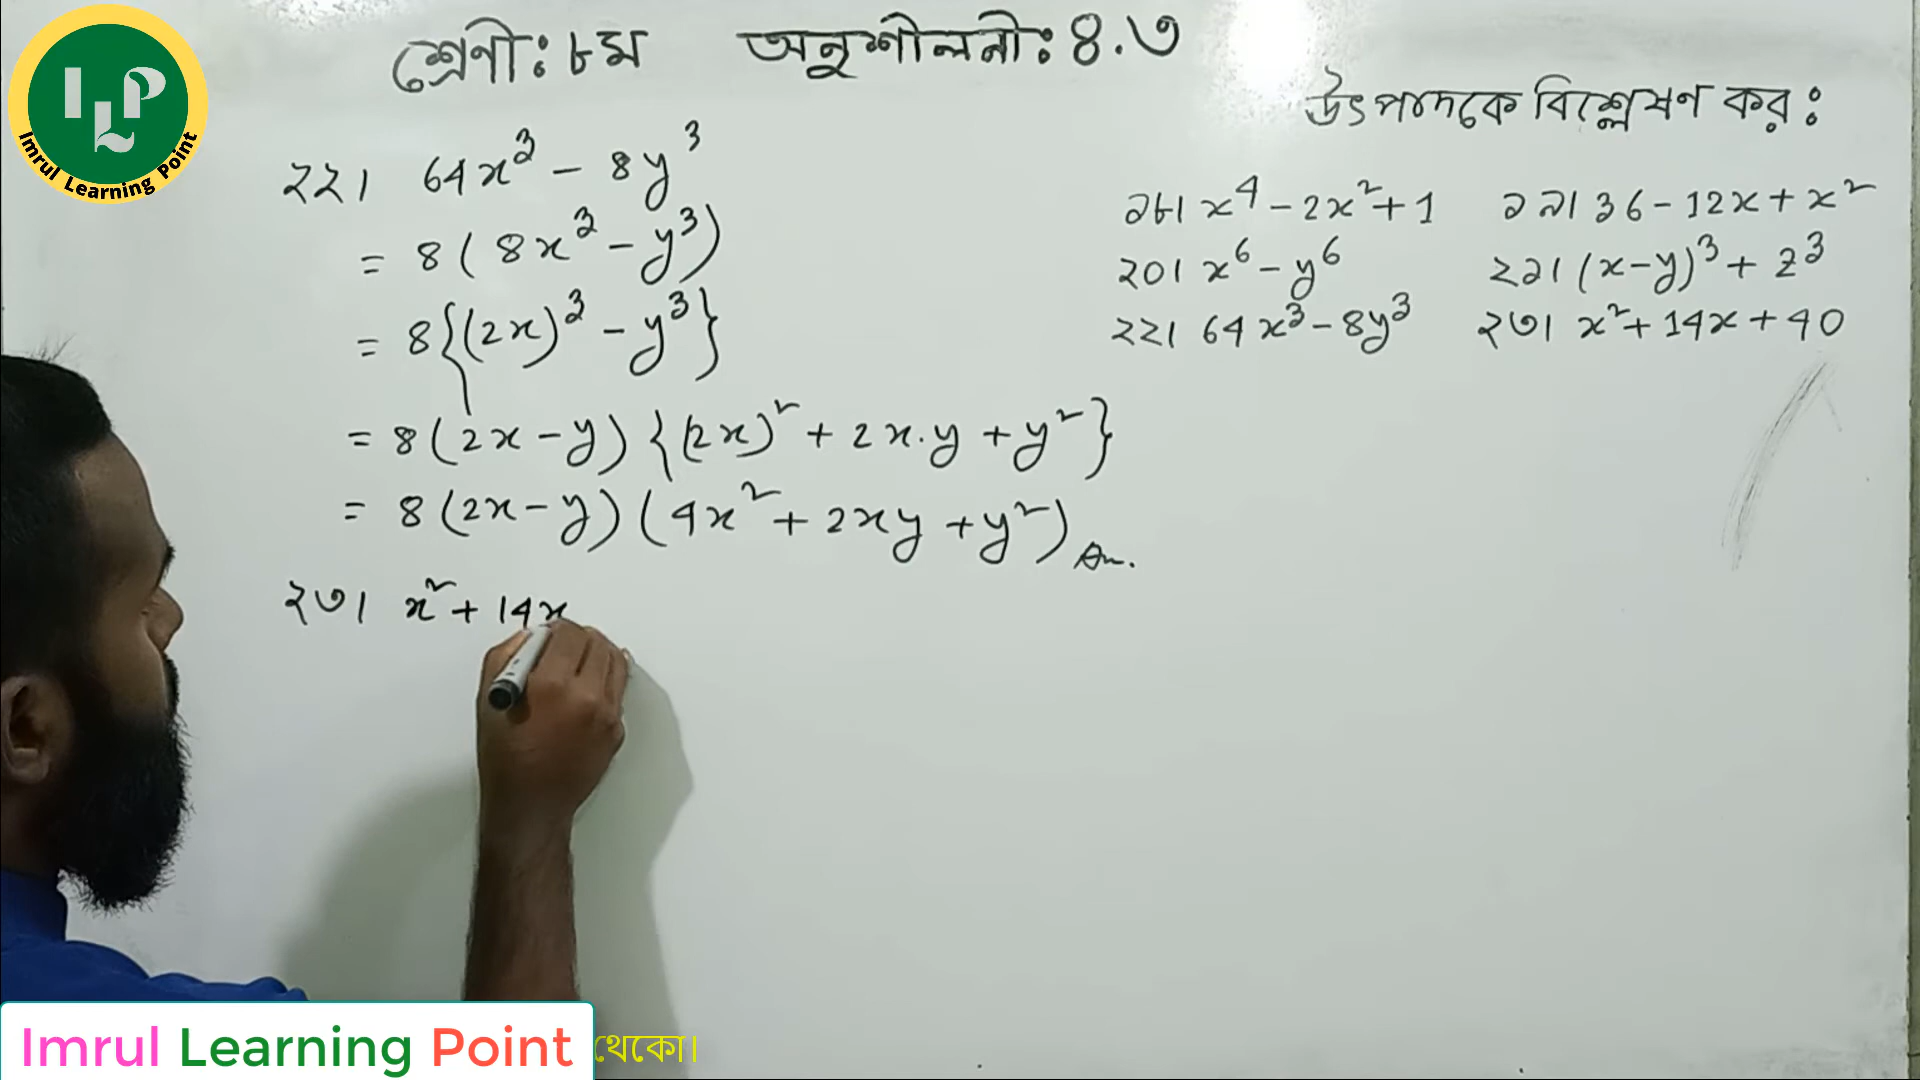 ILP
Imrul Learning Point
শ্রেণী: ৮ম অনুশীলনী: 4.৩
উৎপাদকে বিশ্লেষণ কর:
১৮। x⁴ - 2x² + 1 ১৯। 36 - 12x + x²
২০। x⁶ - y⁶ ২১। (x-y)³ + z³
২২। 64x³ - 8y³ ২৩। x² + 14x + 40
২২। 64x³ - 8y³
= 8(8x³ - y³)
= 8{(2x)³ - y³}
= 8(2x - y){(2x)² + 2x.y + y²}
= 8(2x - y)(4x² + 2xy + y²) An.
২৩। x² + 14x
Imrul Learning Point থেকো।